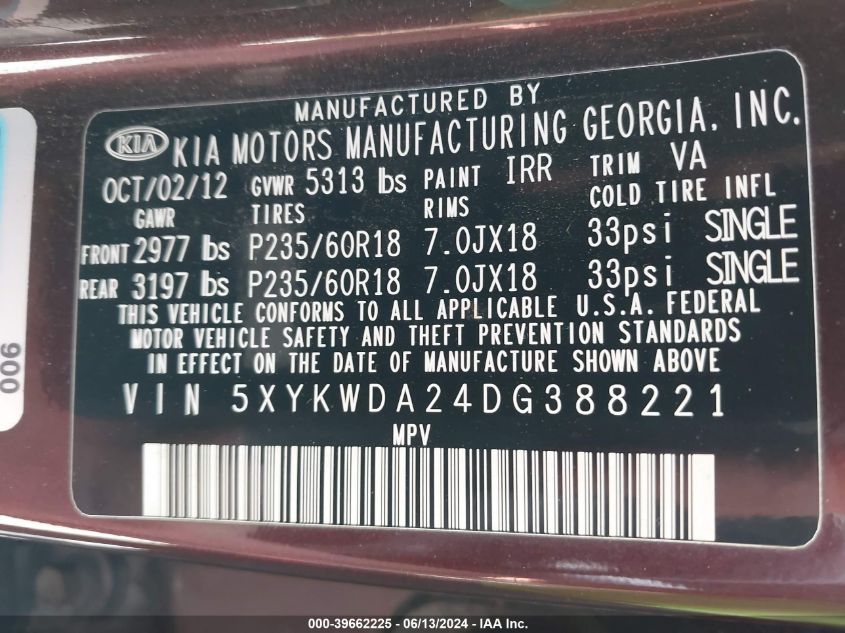 MANUFACTURED BY
KIA KIA MOTORS MANUFACTURING GEORGIA, INC.
OCT/02/12 GVWR 5313 lbs PAINT IRR TRIM VA
GAWR TIRES RIMS COLD TIRE INFL
FRONT 2977 lbs P235/60R18 7.0JX18 33psi SINGLE
REAR 3197 lbs P235/60R18 7.0JX18 33psi SINGLE
THIS VEHICLE CONFORMS TO ALL APPLICABLE U.S.A. FEDERAL
MOTOR VEHICLE SAFETY AND THEFT PREVENTION STANDARDS
IN EFFECT ON THE DATE OF MANUFACTURE SHOWN ABOVE
VIN 5XYKWDA24DG388221
MPV
006
000-39662225 - 06/13/2024 - IAA Inc.